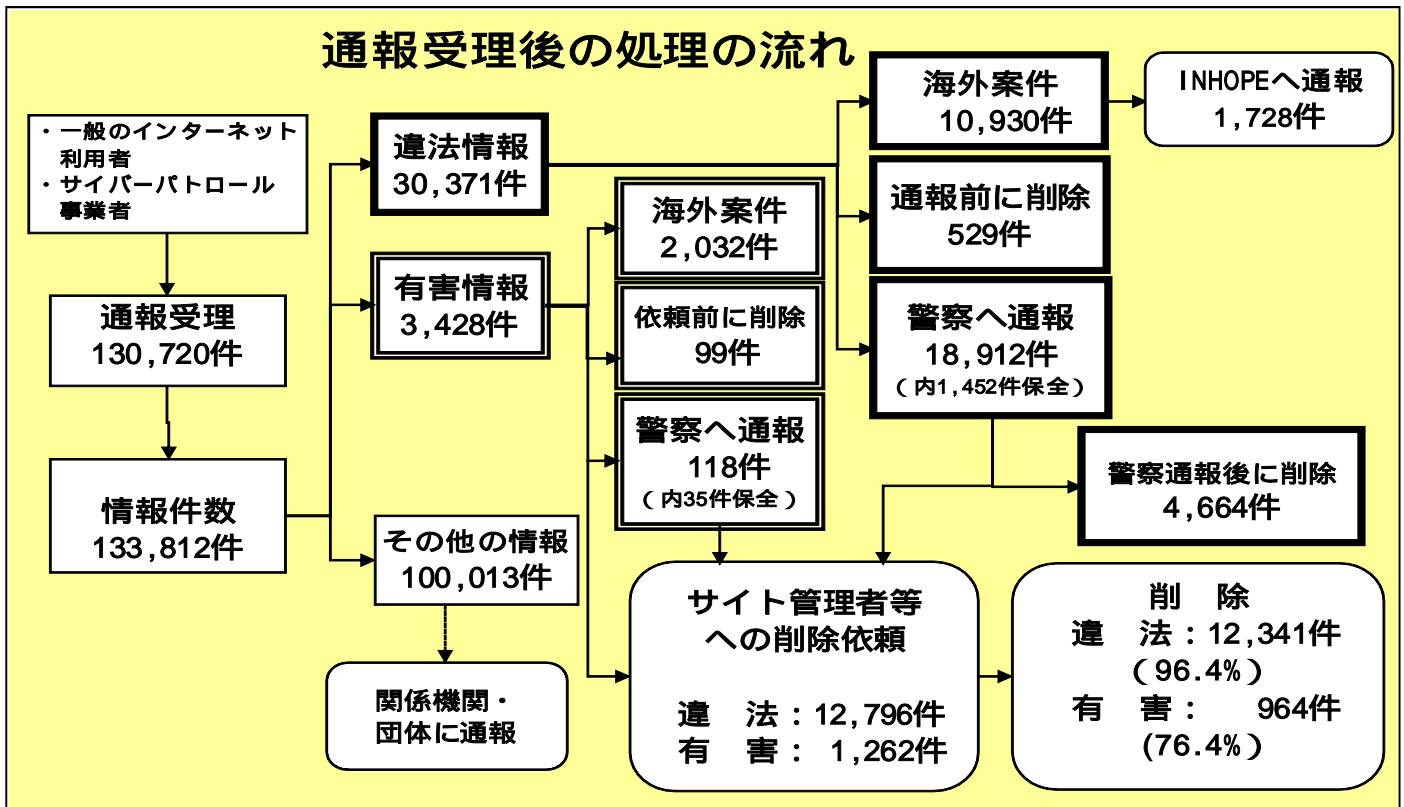 通報受理後の処理の流れ
・一般のインターネット
利用者
・サイバーパトロール
事業者
通報受理
130,720件
情報件数
133,812件
違法情報
30,371件
有害情報
3,428件
その他の情報
100,013件
関係機関・
団体に通報
海外案件
2,032件
依頼前に削除
99件
警察へ通報
118件
(内35件保全)
海外案件
10,930件
INHOPEへ通報
1,728件
通報前に削除
529件
警察へ通報
18,912件
(内1,452件保全)
警察通報後に削除
4,664件
サイト管理者等
への削除依頼
違 法:12,796件
有 害: 1,262件
削 除
違 法:12,341件
(96.4%)
有 害: 964件
(76.4%)